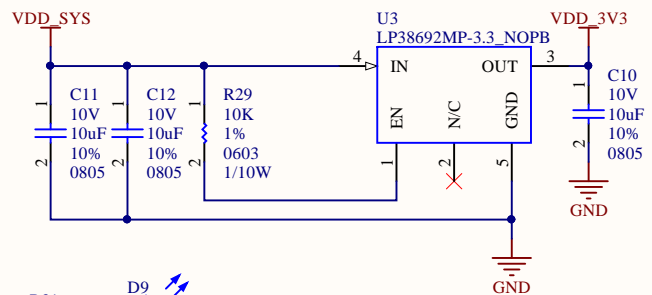 VDD_SYS
U3
LP38692MP-3.3_NOPB
VDD_3V3
4
IN
OUT
3
EN
N/C
GND
1
2
5
1
2
C11
10V
10uF
10%
0805
1
2
C12
10V
10uF
10%
0805
1
2
R29
10K
1%
0603
1/10W
1
2
C10
10V
10uF
10%
0805
GND
GND
D9